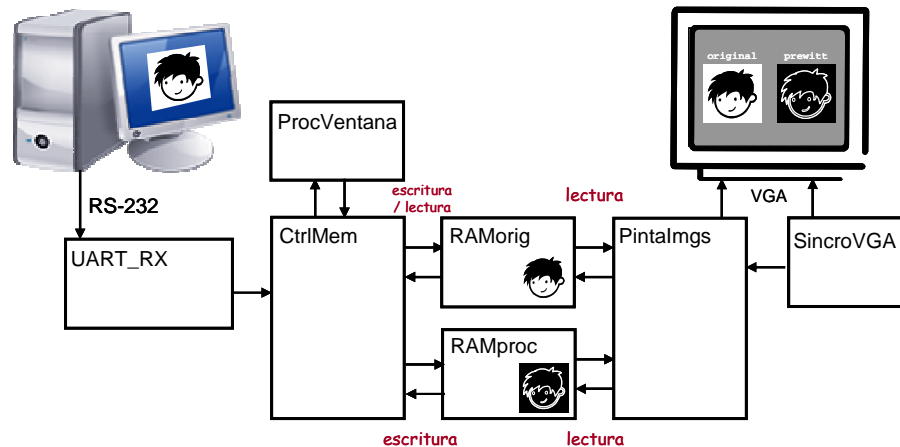 original
prewitt
ProcVentana
escritura
/ lectura
lectura
RS-232
VGA
CtrlMem
RAMorig
PintaImgs
SincroVGA
UART_RX
RAMproc
escritura
lectura